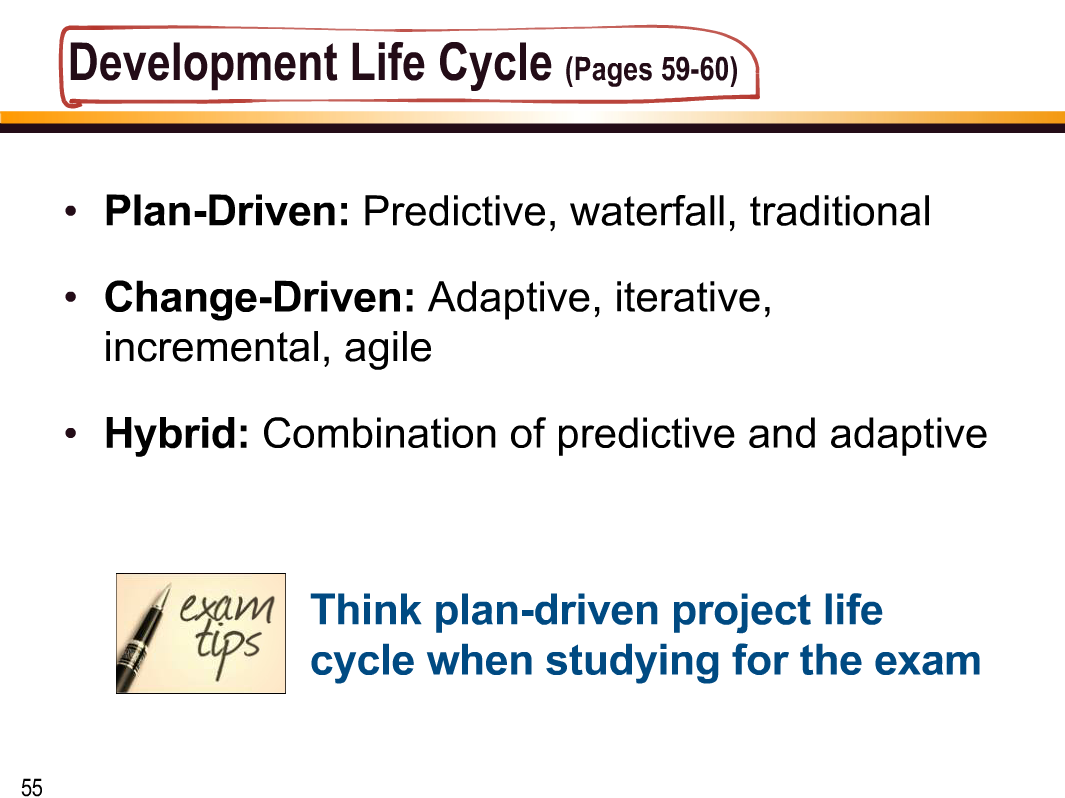 Development Life Cycle (Pages 59-60)
• Plan-Driven: Predictive, waterfall, traditional
• Change-Driven: Adaptive, iterative,
incremental, agile
• Hybrid: Combination of predictive and adaptive
exam
tips
Think plan-driven project life
cycle when studying for the exam
55